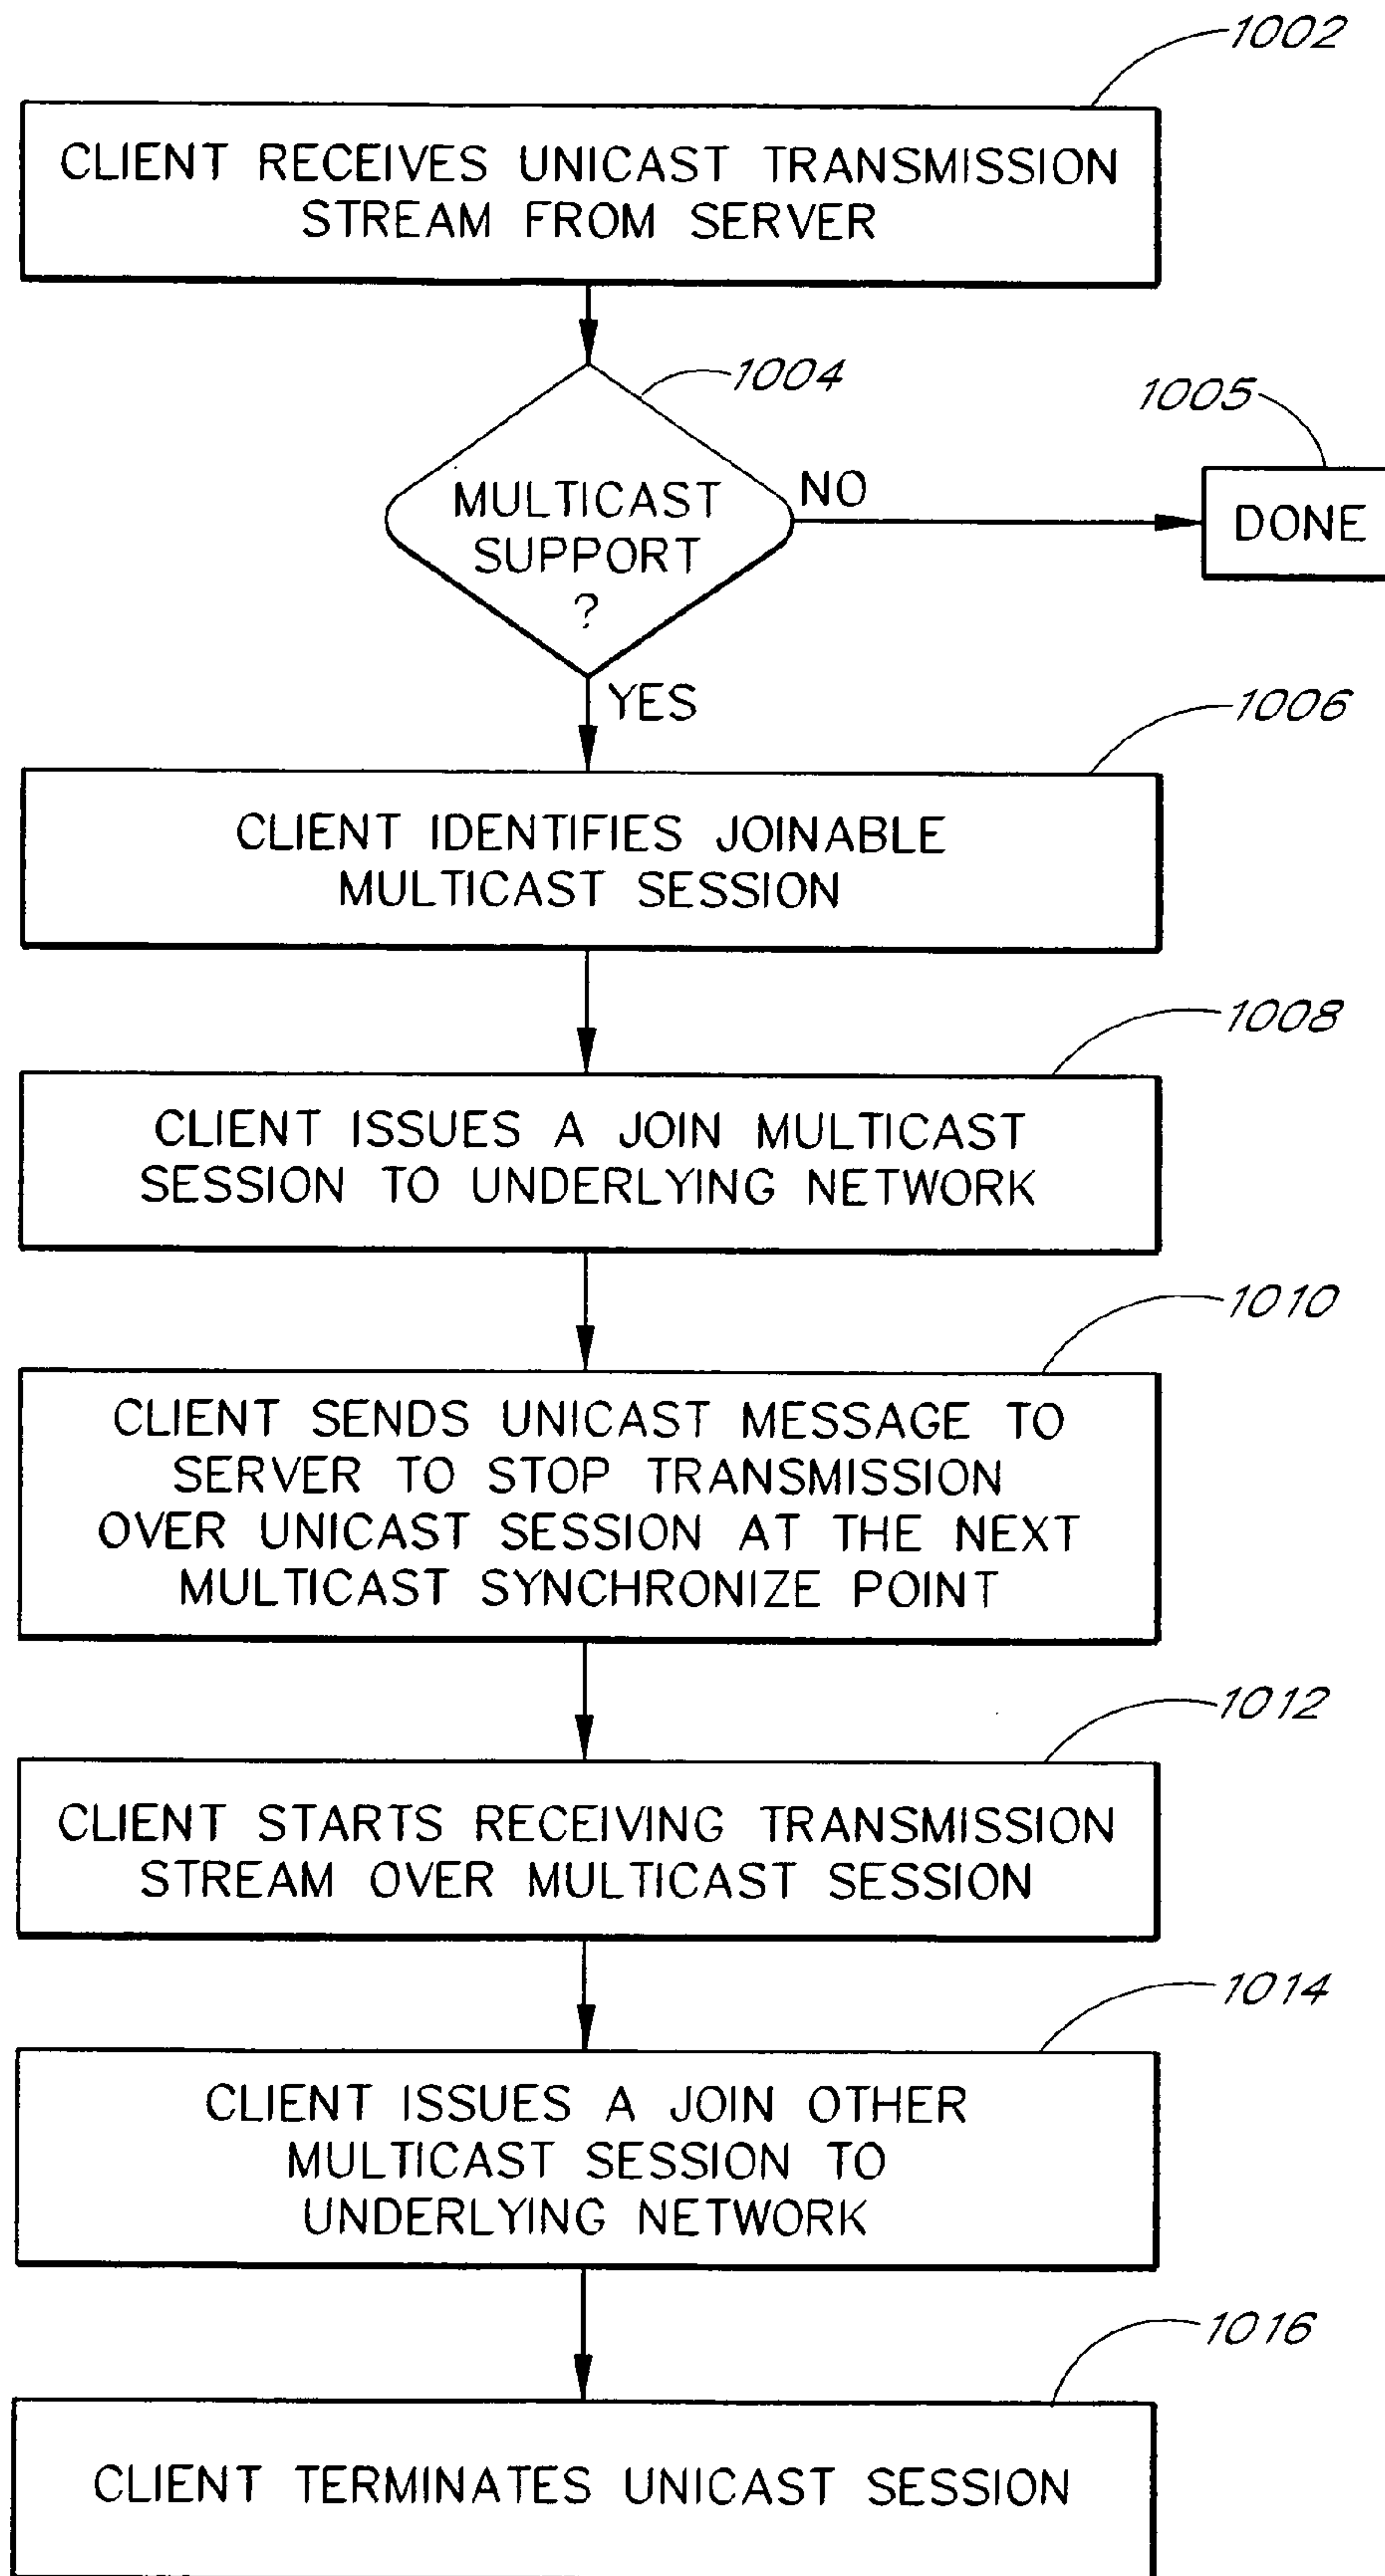 1002
CLIENT RECEIVES UNICAST TRANSMISSION
STREAM FROM SERVER
1004
1005
MULTICAST
SUPPORT
?
NO
DONE
YES
1006
CLIENT IDENTIFIES JOINABLE
MULTICAST SESSION
1008
CLIENT ISSUES A JOIN MULTICAST
SESSION TO UNDERLYING NETWORK
1010
CLIENT SENDS UNICAST MESSAGE TO
SERVER TO STOP TRANSMISSION
OVER UNICAST SESSION AT THE NEXT
MULTICAST SYNCHRONIZE POINT
1012
CLIENT STARTS RECEIVING TRANSMISSION
STREAM OVER MULTICAST SESSION
1014
CLIENT ISSUES A JOIN OTHER
MULTICAST SESSION TO
UNDERLYING NETWORK
1016
CLIENT TERMINATES UNICAST SESSION